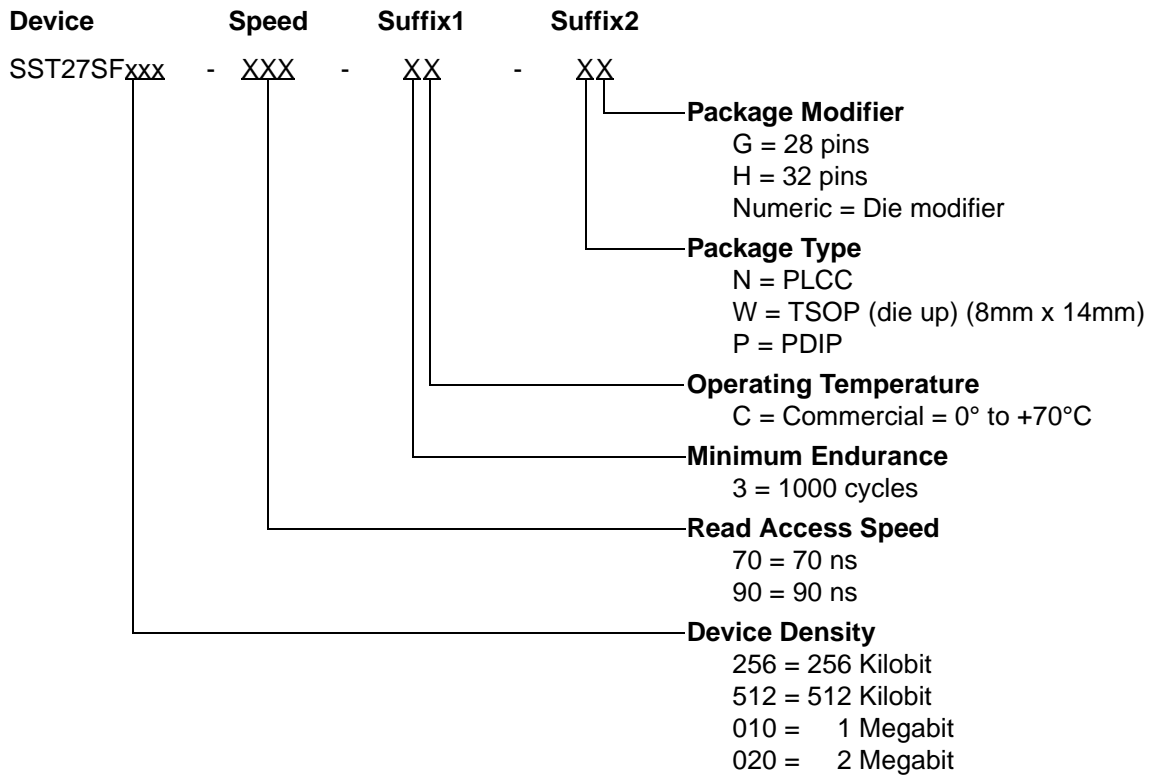 Device Speed Suffix1 Suffix2
SST27SFxxx - XXX - XX - XX
Package Modifier
G = 28 pins
H = 32 pins
Numeric = Die modifier
Package Type
N = PLCC
W = TSOP (die up) (8mm x 14mm)
P = PDIP
Operating Temperature
C = Commercial = 0° to +70°C
Minimum Endurance
3 = 1000 cycles
Read Access Speed
70 = 70 ns
90 = 90 ns
Device Density
256 = 256 Kilobit
512 = 512 Kilobit
010 = 1 Megabit
020 = 2 Megabit